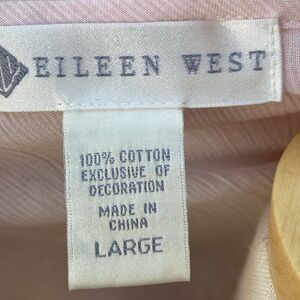 EILEEN WEST
100% COTTON
EXCLUSIVE OF
DECORATION
MADE IN
CHINA
LARGE